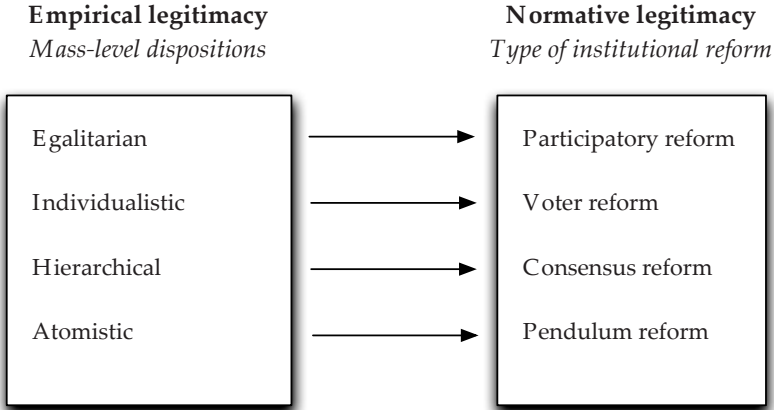 Empirical legitimacy
Mass-level dispositions
Normative legitimacy
Type of institutional reform
Egalitarian
Participatory reform
Individualistic
Voter reform
Hierarchical
Consensus reform
Atomistic
Pendulum reform